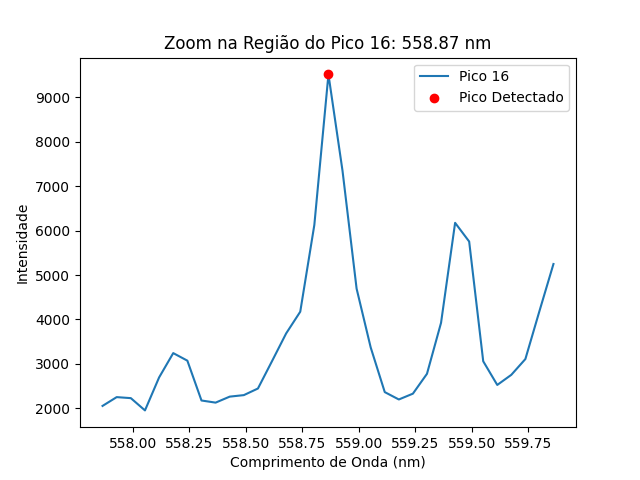 Zoom na Região do Pico 16: 558.87 nm
Pico 16
Pico Detectado
Intensidade
9000
8000
7000
6000
5000
4000
3000
2000
558.00 558.25 558.50 558.75 559.00 559.25 559.50 559.75
Comprimento de Onda (nm)